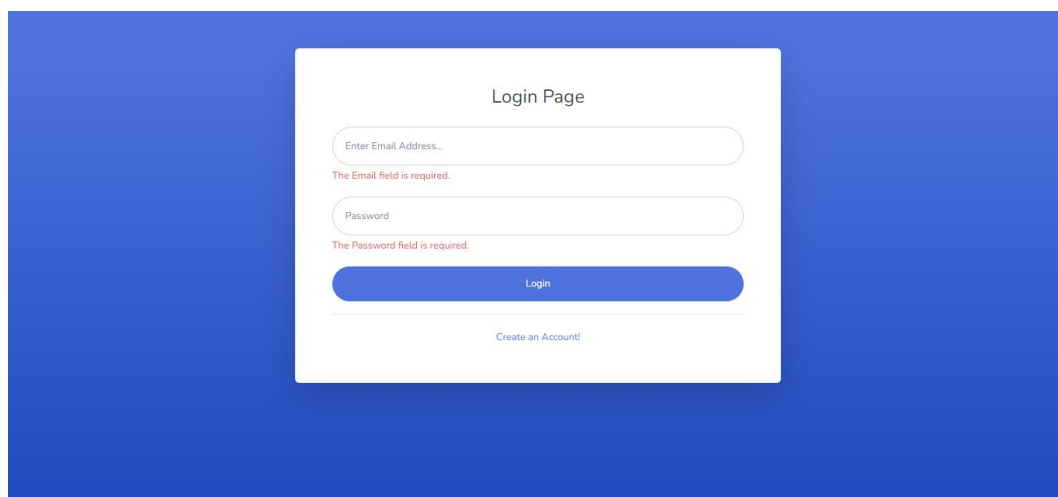 Login Page
Enter Email Address...
The Email field is required.
Password
The Password field is required.
Login
Create an Account!